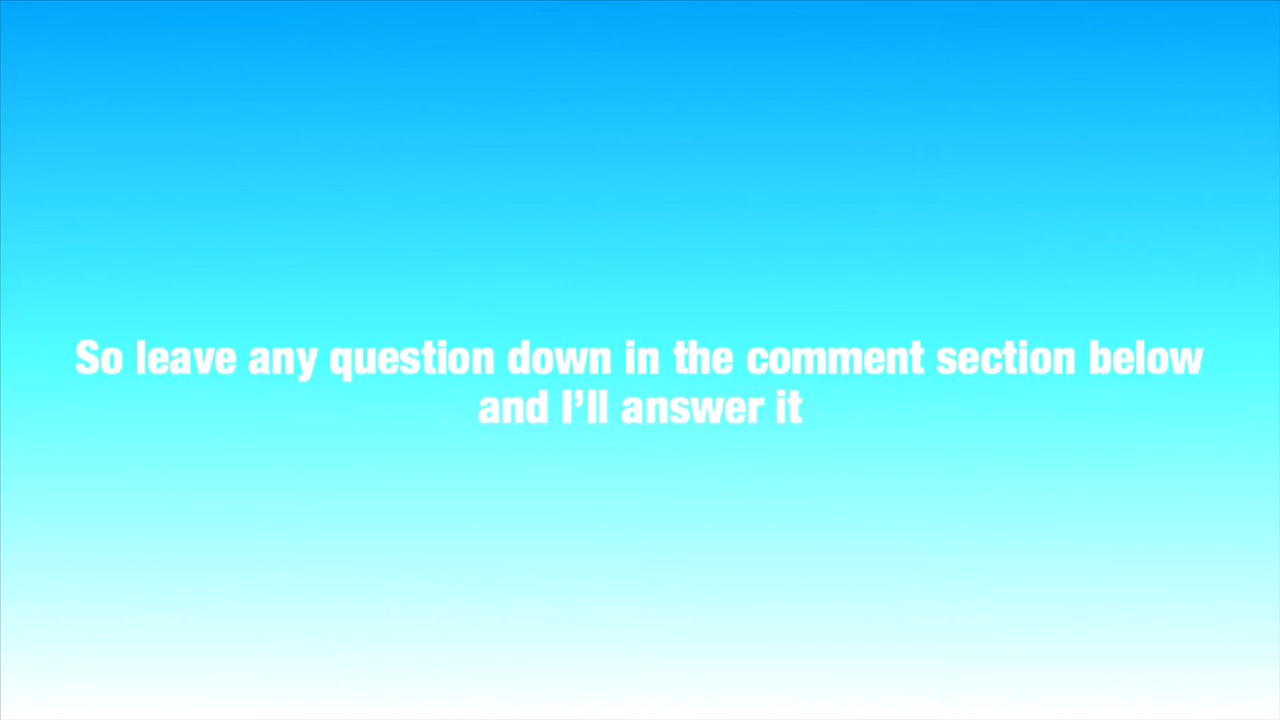 So leave any question down in the comment section below
and I’ll answer it